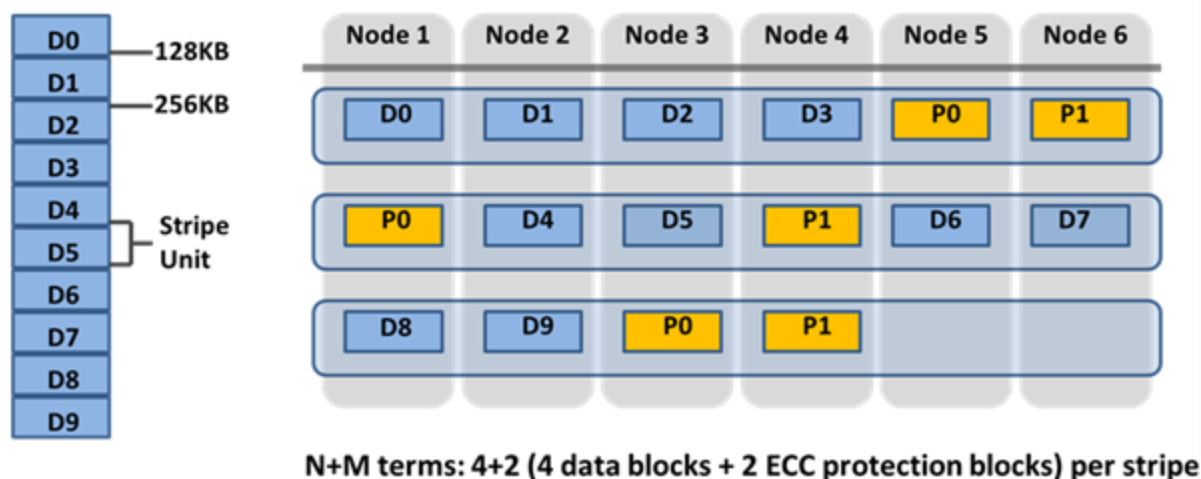 D0
128KB
D1
256KB
D2
D3
D4
D5
Stripe
Unit
D6
D7
D8
D9
Node 1 Node 2 Node 3 Node 4 Node 5 Node 6
D0 D1 D2 D3 P0 P1
P0 D4 D5 P1 D6 D7
D8 D9 P0 P1
N+M terms: 4+2 (4 data blocks + 2 ECC protection blocks) per stripe